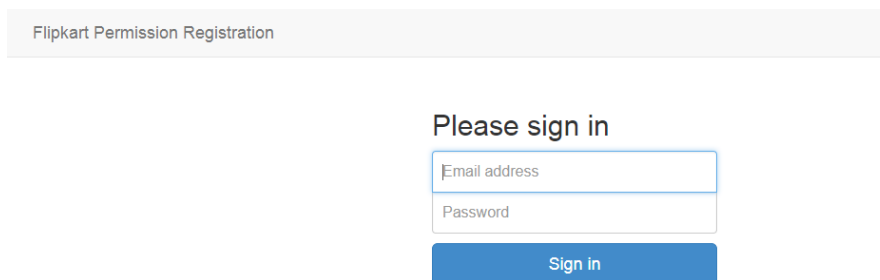 Flipkart Permission Registration
Please sign in
Email address
Password
Sign in